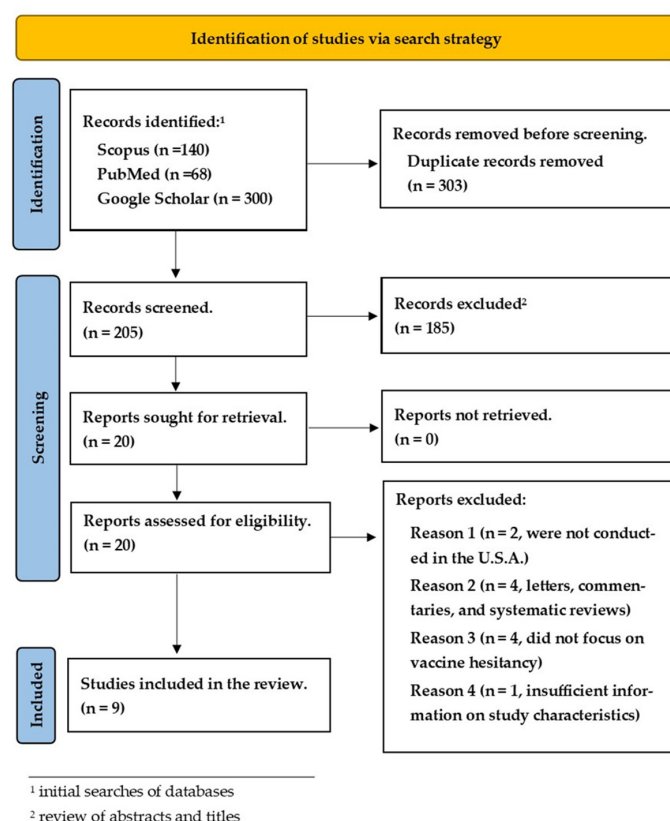 Identification of studies via search strategy
Identification
Records identified:¹
Scopus (n =140)
PubMed (n =68)
Google Scholar (n = 300)
Records removed before screening.
Duplicate records removed
(n = 303)
Screening
Records screened.
(n = 205)
Records excluded²
(n = 185)
Reports sought for retrieval.
(n = 20)
Reports not retrieved.
(n = 0)
Reports assessed for eligibility.
(n = 20)
Reports excluded:
Reason 1 (n = 2, were not conduct-
ed in the U.S.A.)
Reason 2 (n = 4, letters, commen-
taries, and systematic reviews)
Reason 3 (n = 4, did not focus on
vaccine hesitancy)
Reason 4 (n = 1, insufficient infor-
mation on study characteristics)
Included
Studies included in the review.
(n = 9)
¹ initial searches of databases
² review of abstracts and titles